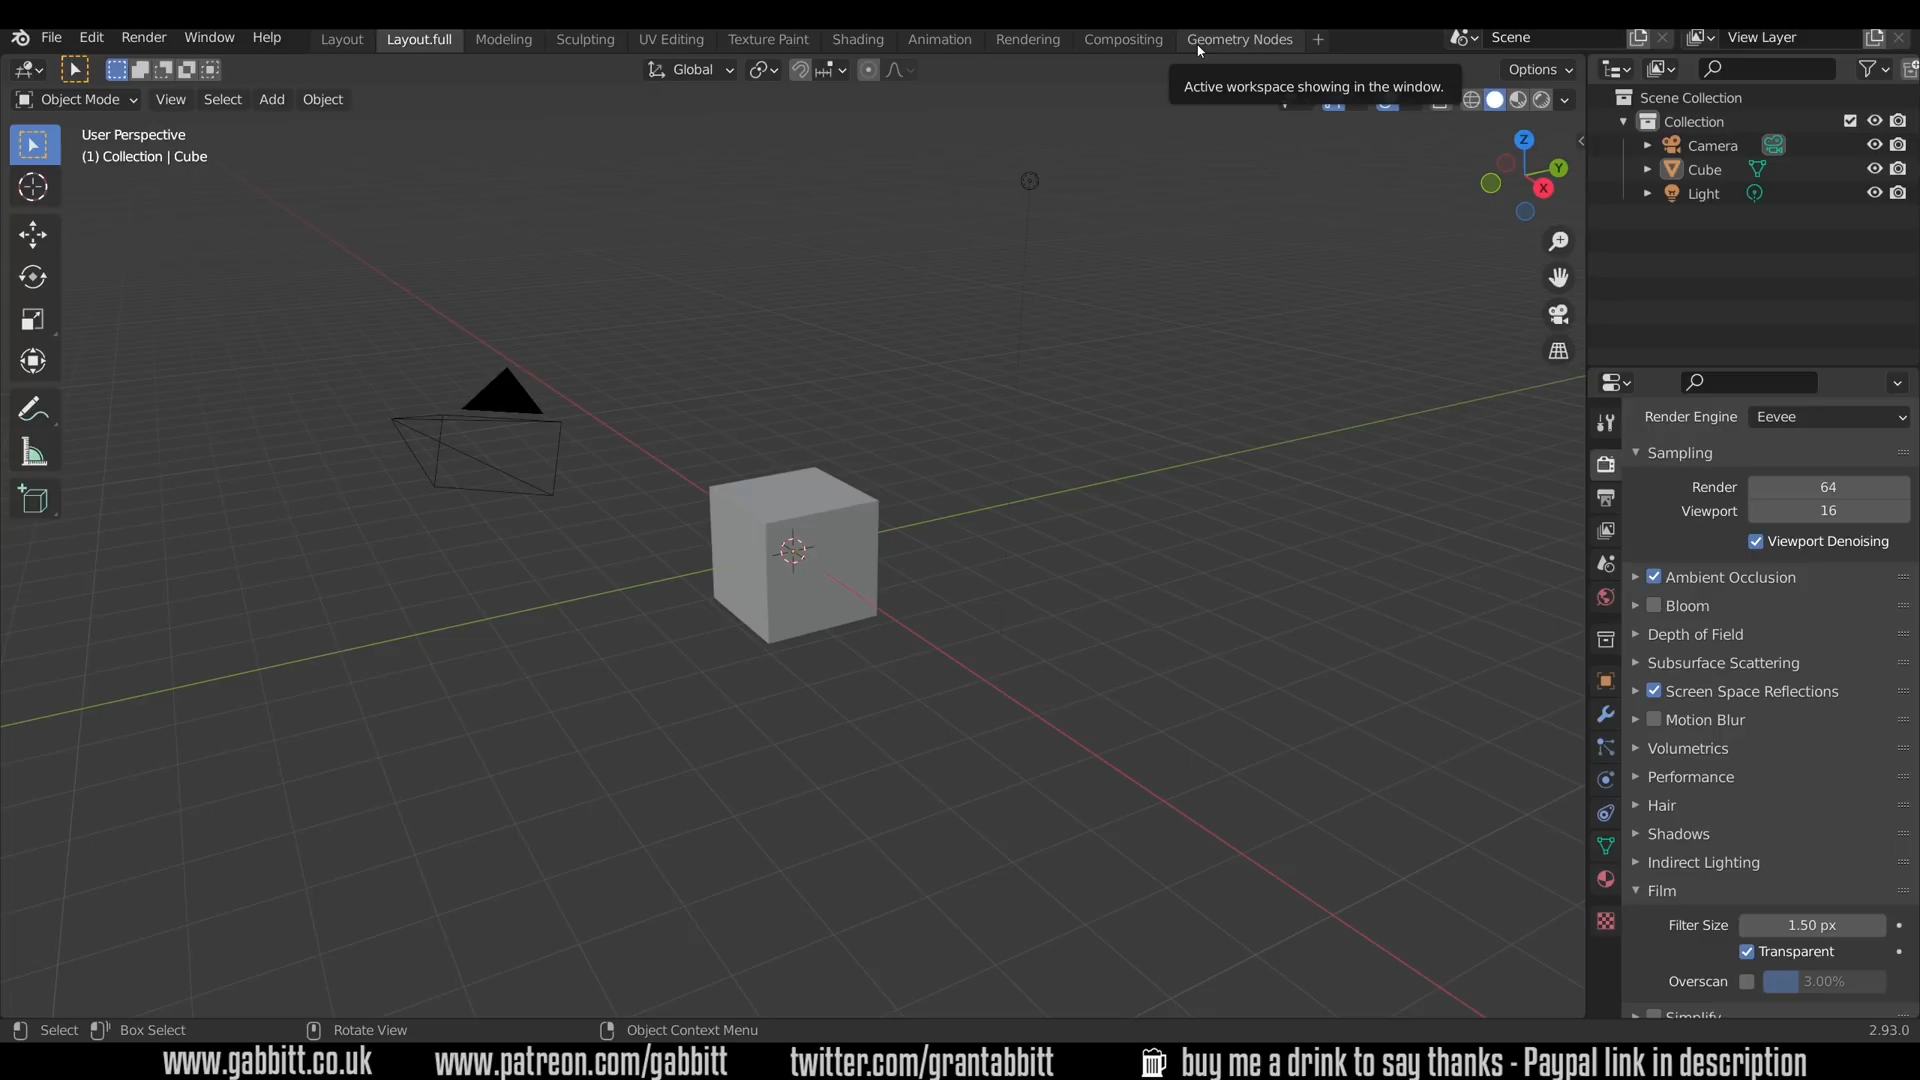 File Edit Render Window Help Layout Layout.full Modeling Sculpting UV Editing Texture Paint Shading Animation Rendering Compositing Geometry Nodes + Scene View Layer
Global Options
Active workspace showing in the window.
Object Mode View Select Add Object
User Perspective
(1) Collection | Cube
Z
Y
X
Scene Collection
Collection
Camera
Cube
Light
Render Engine Eevee
Sampling
Render 64
Viewport 16
Viewport Denoising
Ambient Occlusion
Bloom
Depth of Field
Subsurface Scattering
Screen Space Reflections
Motion Blur
Volumetrics
Performance
Hair
Shadows
Indirect Lighting
Film
Filter Size 1.50 px
Transparent
Overscan 3.00%
Simplify
Select Box Select Rotate View Object Context Menu 2.93.0
www.gabbitt.co.uk www.patreon.com/gabbitt twitter.com/grantabbitt buy me a drink to say thanks - Paypal link in description